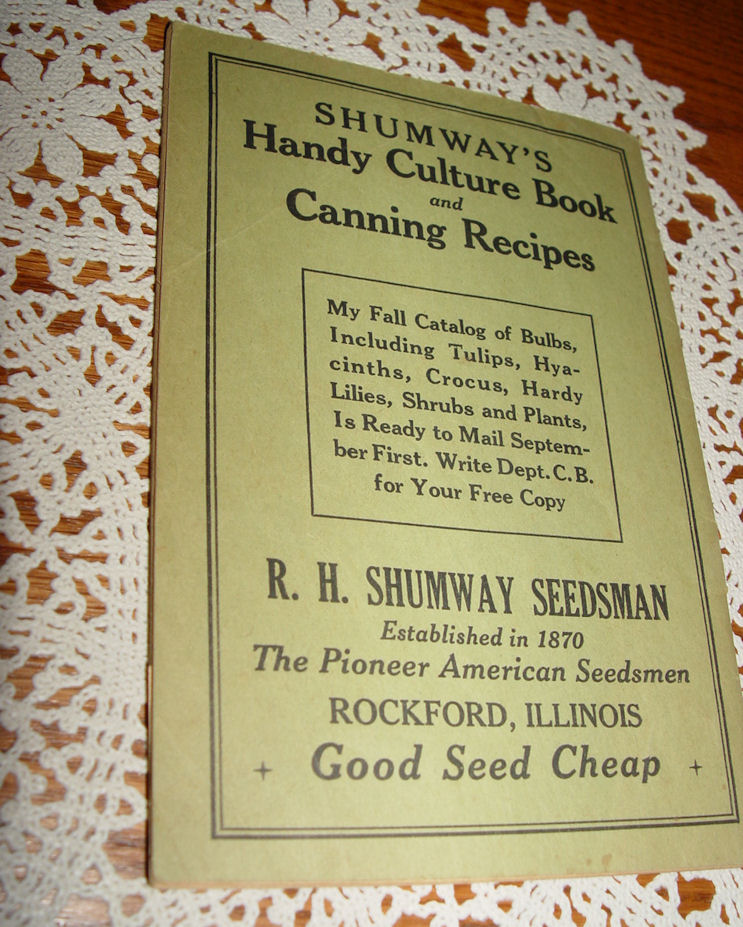 SHUMWAY'S
Handy Culture Book
and
Canning Recipes
My Fall Catalog of Bulbs,
Including Tulips, Hya-
cinths, Crocus, Hardy
Lilies, Shrubs and Plants,
Is Ready to Mail Septem-
ber First. Write Dept. C.B.
for Your Free Copy
R. H. SHUMWAY SEEDSMAN
Established in 1870
The Pioneer American Seedsmen
ROCKFORD, ILLINOIS
Good Seed Cheap